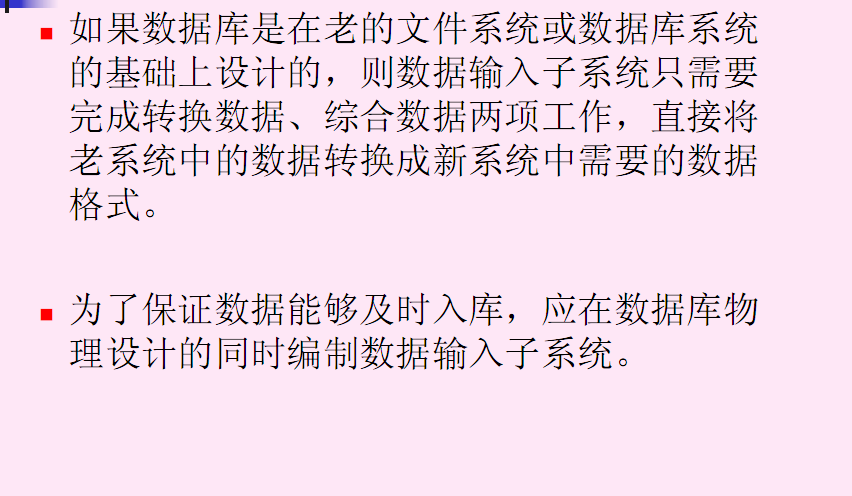 如果数据库是在老的文件系统或数据库系统
的基础上设计的，则数据输入子系统只需要
完成转换数据、综合数据两项工作，直接将
老系统中的数据转换成新系统中需要的数据
格式。
为了保证数据能够及时入库，应在数据库物
理设计的同时编制数据输入子系统。